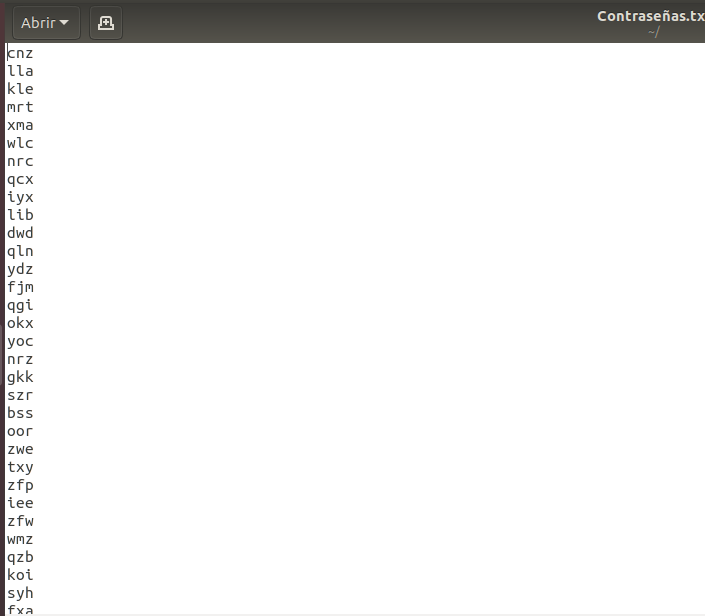 Abrir
Contraseñas.tx
~/
cnz
lla
kle
mrt
xma
wlc
nrc
qcx
iyx
lib
dwd
qln
ydz
fjm
qgi
okx
yoc
nrz
gkk
szr
bss
oor
zwe
txy
zfp
iee
zfw
wmz
qzb
koi
syh
fxa